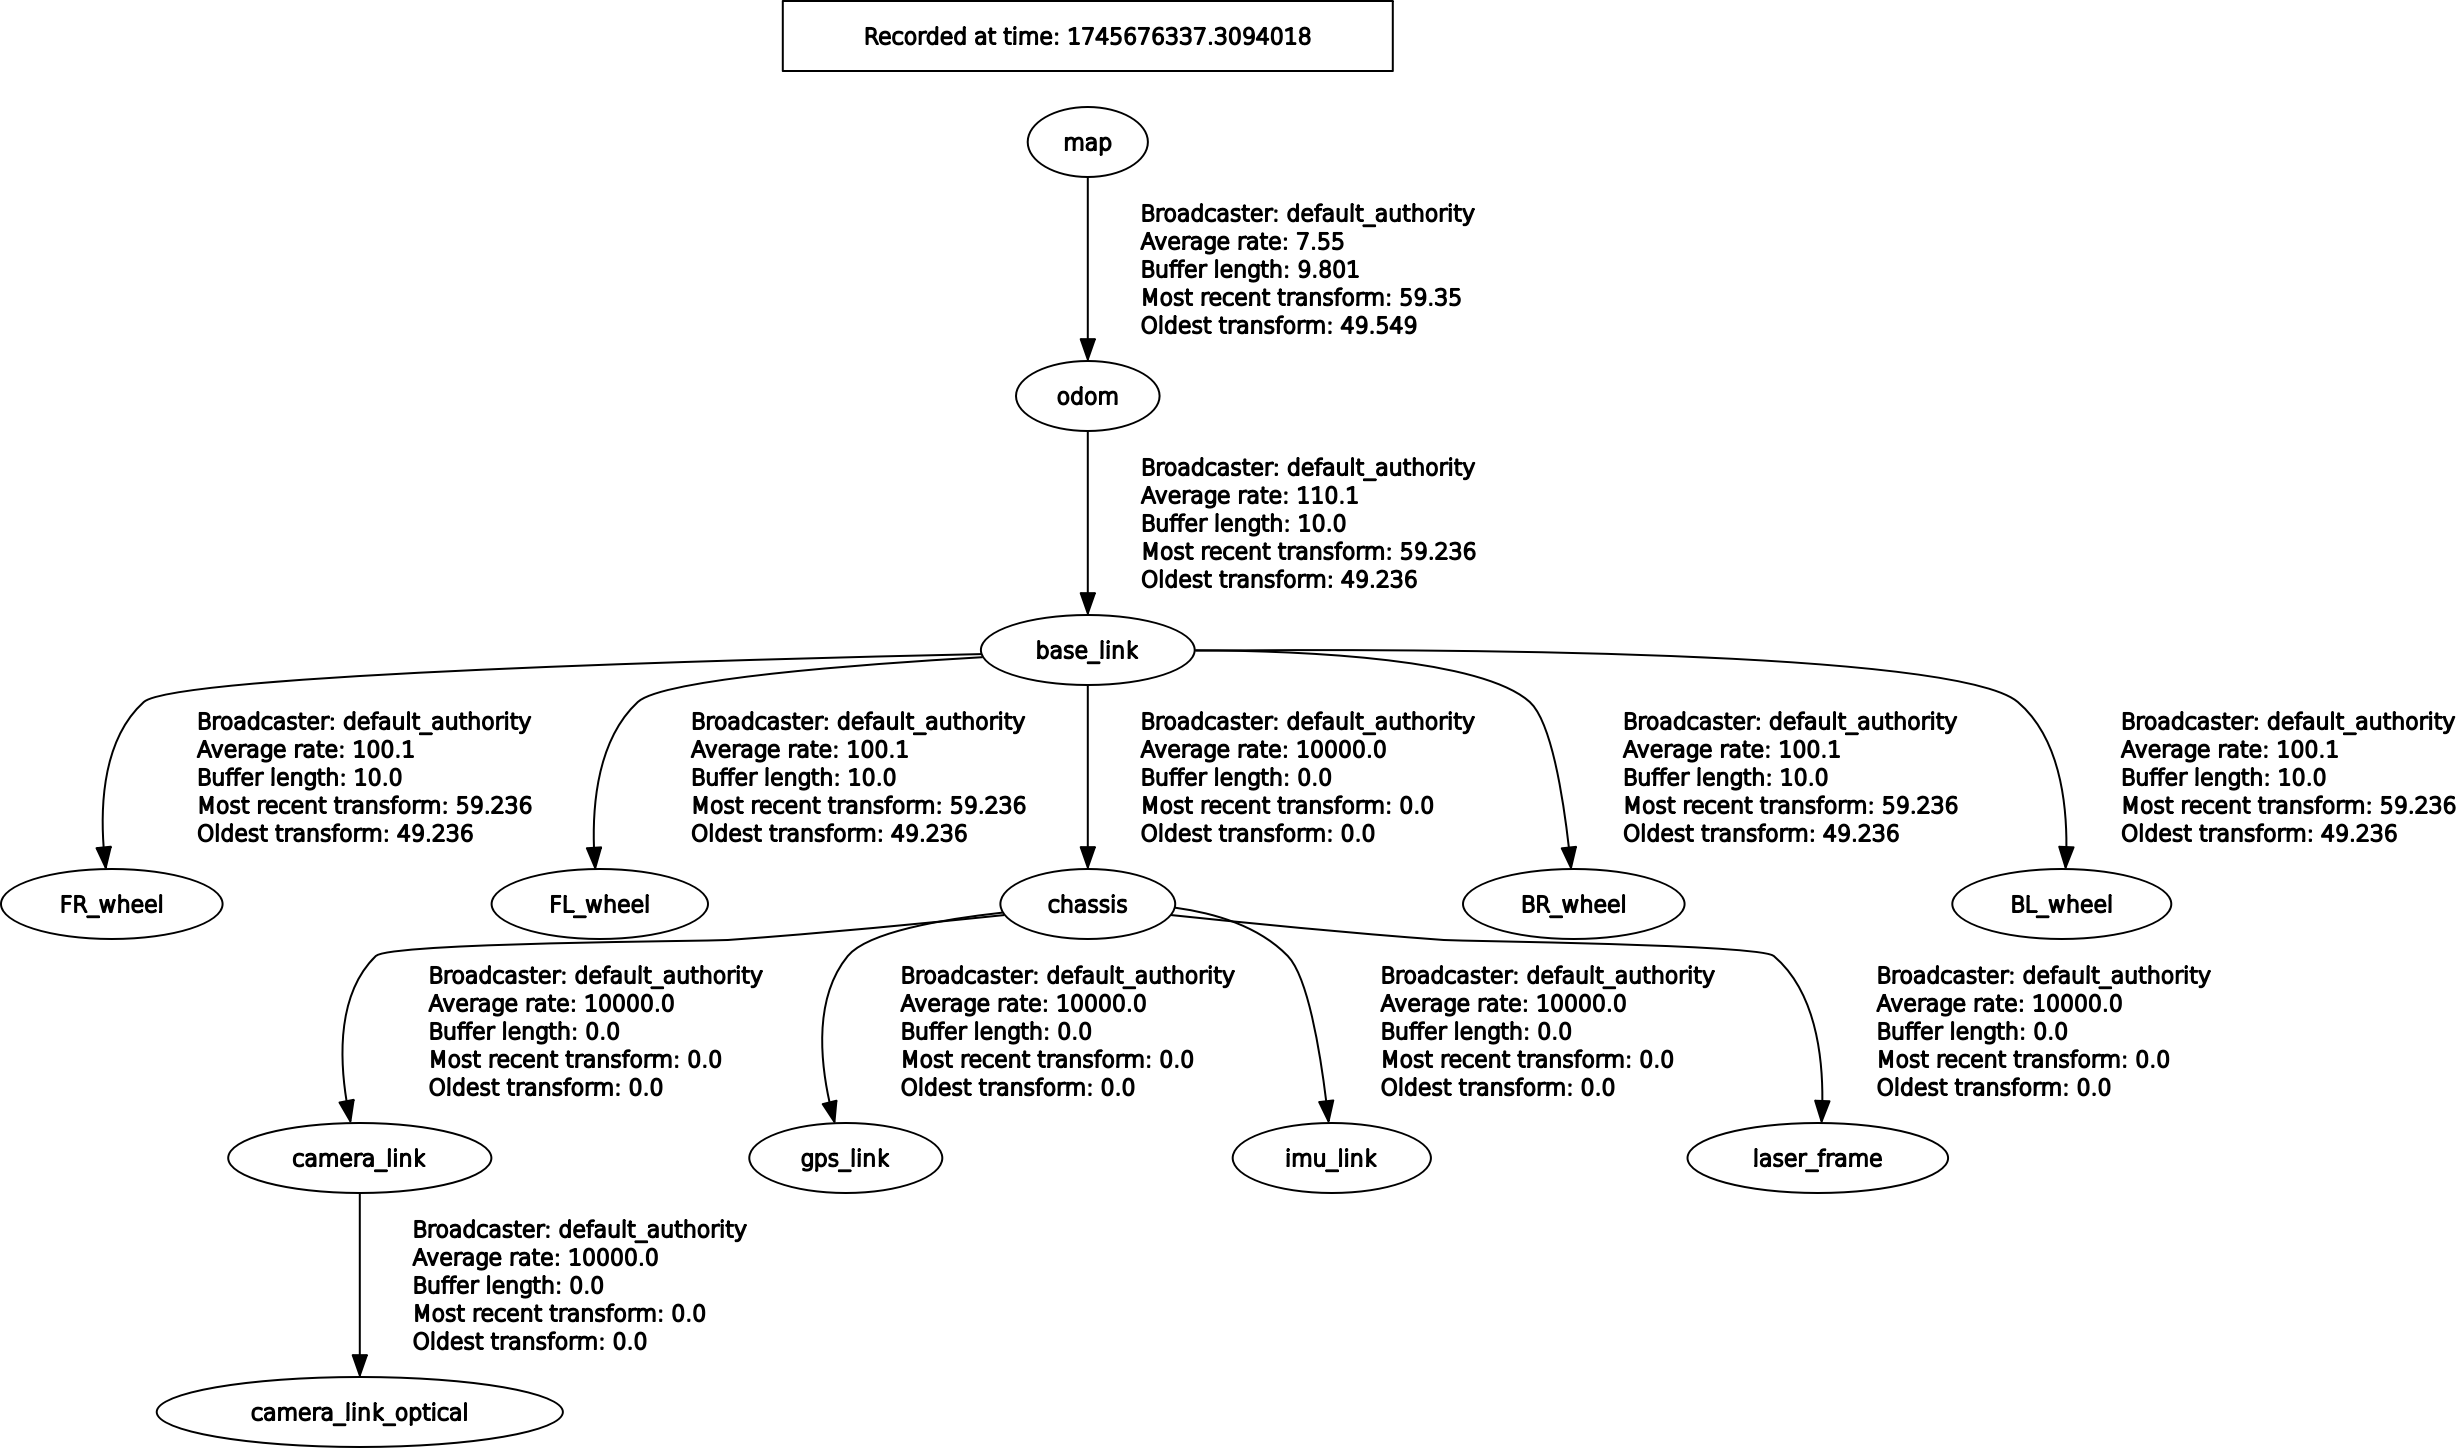 Recorded at time: 1745676337.3094018
map
Broadcaster: default_authority
Average rate: 7.55
Buffer length: 9.801
Most recent transform: 59.35
Oldest transform: 49.549
odom
Broadcaster: default_authority
Average rate: 110.1
Buffer length: 10.0
Most recent transform: 59.236
Oldest transform: 49.236
base_link
Broadcaster: default_authority
Average rate: 100.1
Buffer length: 10.0
Most recent transform: 59.236
Oldest transform: 49.236
Broadcaster: default_authority
Average rate: 100.1
Buffer length: 10.0
Most recent transform: 59.236
Oldest transform: 49.236
Broadcaster: default_authority
Average rate: 10000.0
Buffer length: 0.0
Most recent transform: 0.0
Oldest transform: 0.0
Broadcaster: default_authority
Average rate: 100.1
Buffer length: 10.0
Most recent transform: 59.236
Oldest transform: 49.236
Broadcaster: default_authority
Average rate: 100.1
Buffer length: 10.0
Most recent transform: 59.236
Oldest transform: 49.236
FR_wheel
FL_wheel
chassis
BR_wheel
BL_wheel
Broadcaster: default_authority
Average rate: 10000.0
Buffer length: 0.0
Most recent transform: 0.0
Oldest transform: 0.0
Broadcaster: default_authority
Average rate: 10000.0
Buffer length: 0.0
Most recent transform: 0.0
Oldest transform: 0.0
Broadcaster: default_authority
Average rate: 10000.0
Buffer length: 0.0
Most recent transform: 0.0
Oldest transform: 0.0
Broadcaster: default_authority
Average rate: 10000.0
Buffer length: 0.0
Most recent transform: 0.0
Oldest transform: 0.0
camera_link
gps_link
imu_link
laser_frame
Broadcaster: default_authority
Average rate: 10000.0
Buffer length: 0.0
Most recent transform: 0.0
Oldest transform: 0.0
camera_link_optical